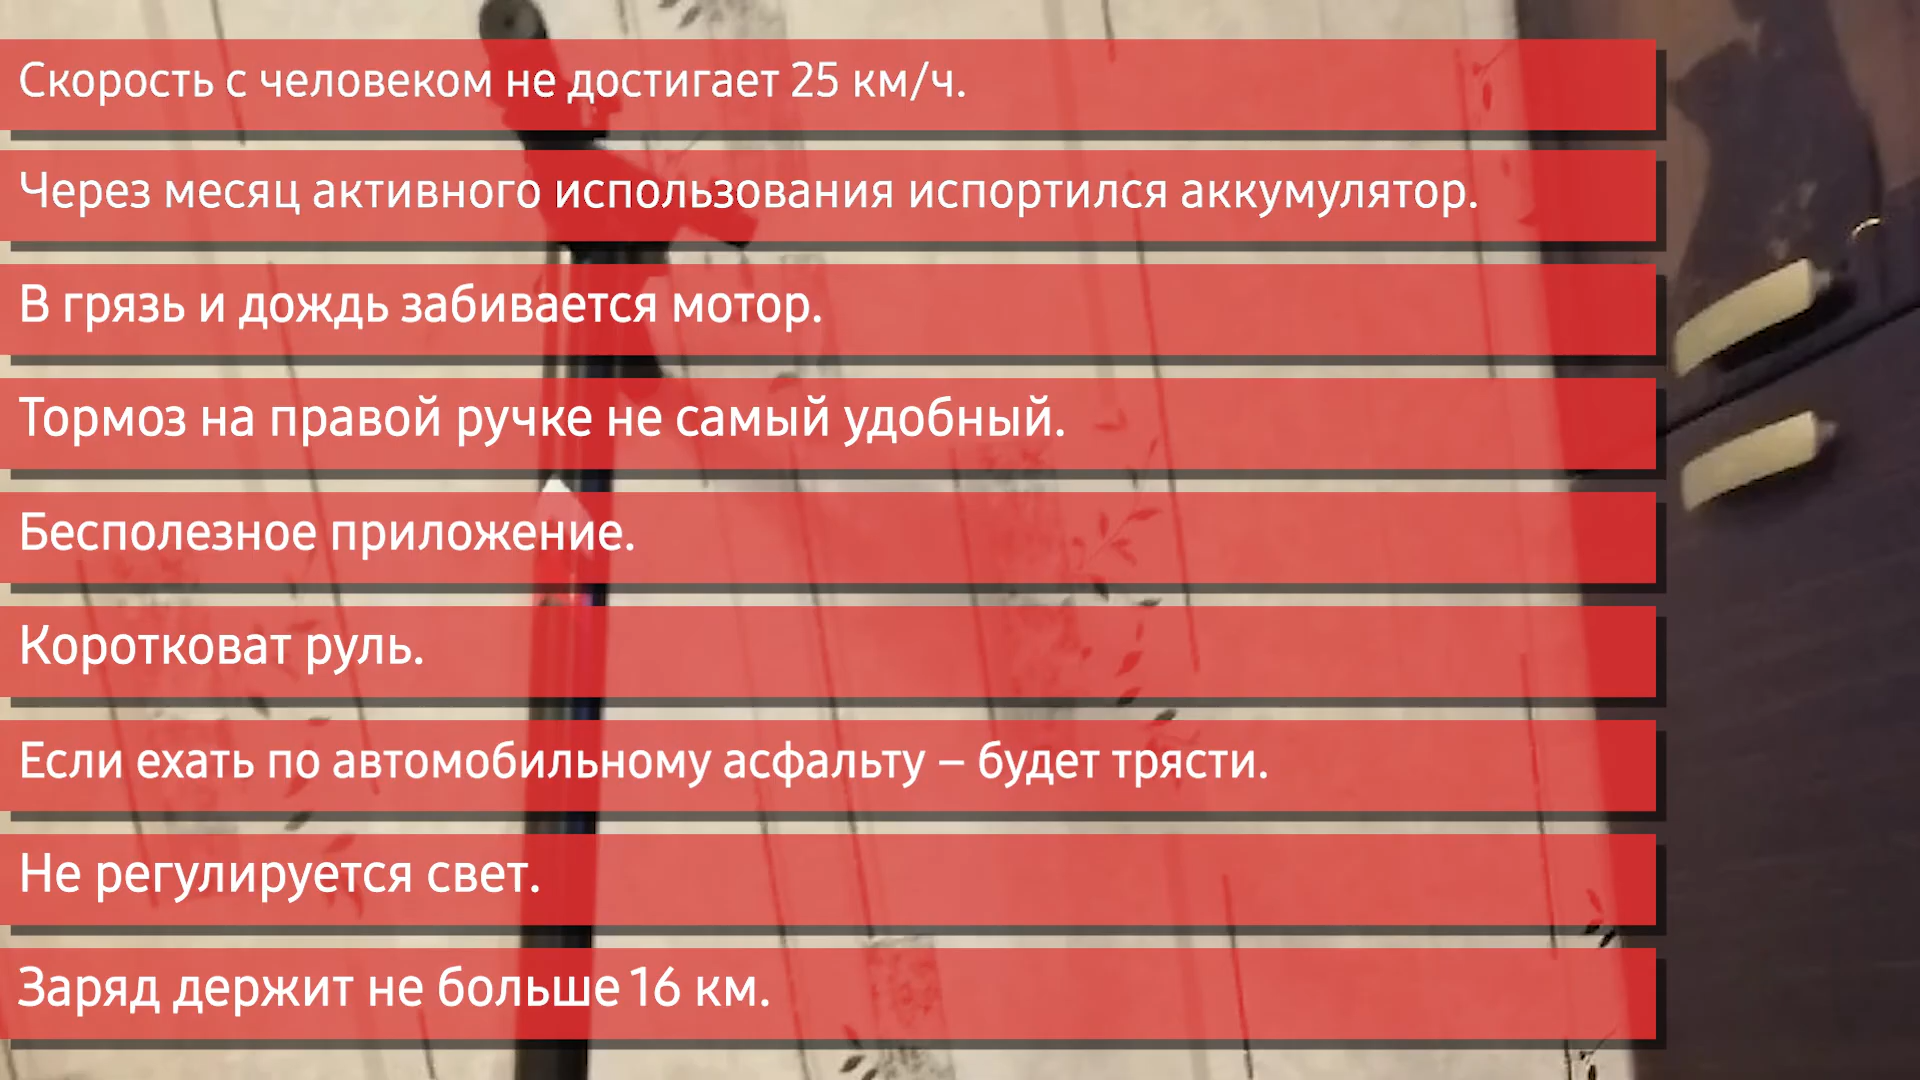 Скорость с человеком не достигает 25 км/ч.
Через месяц активного использования испортился аккумулятор.
В грязь и дождь забивается мотор.
Тормоз на правой ручке не самый удобный.
Бесполезное приложение.
Коротковат руль.
Если ехать по автомобильному асфальту – будет трясти.
Не регулируется свет.
Заряд держит не больше 16 км.